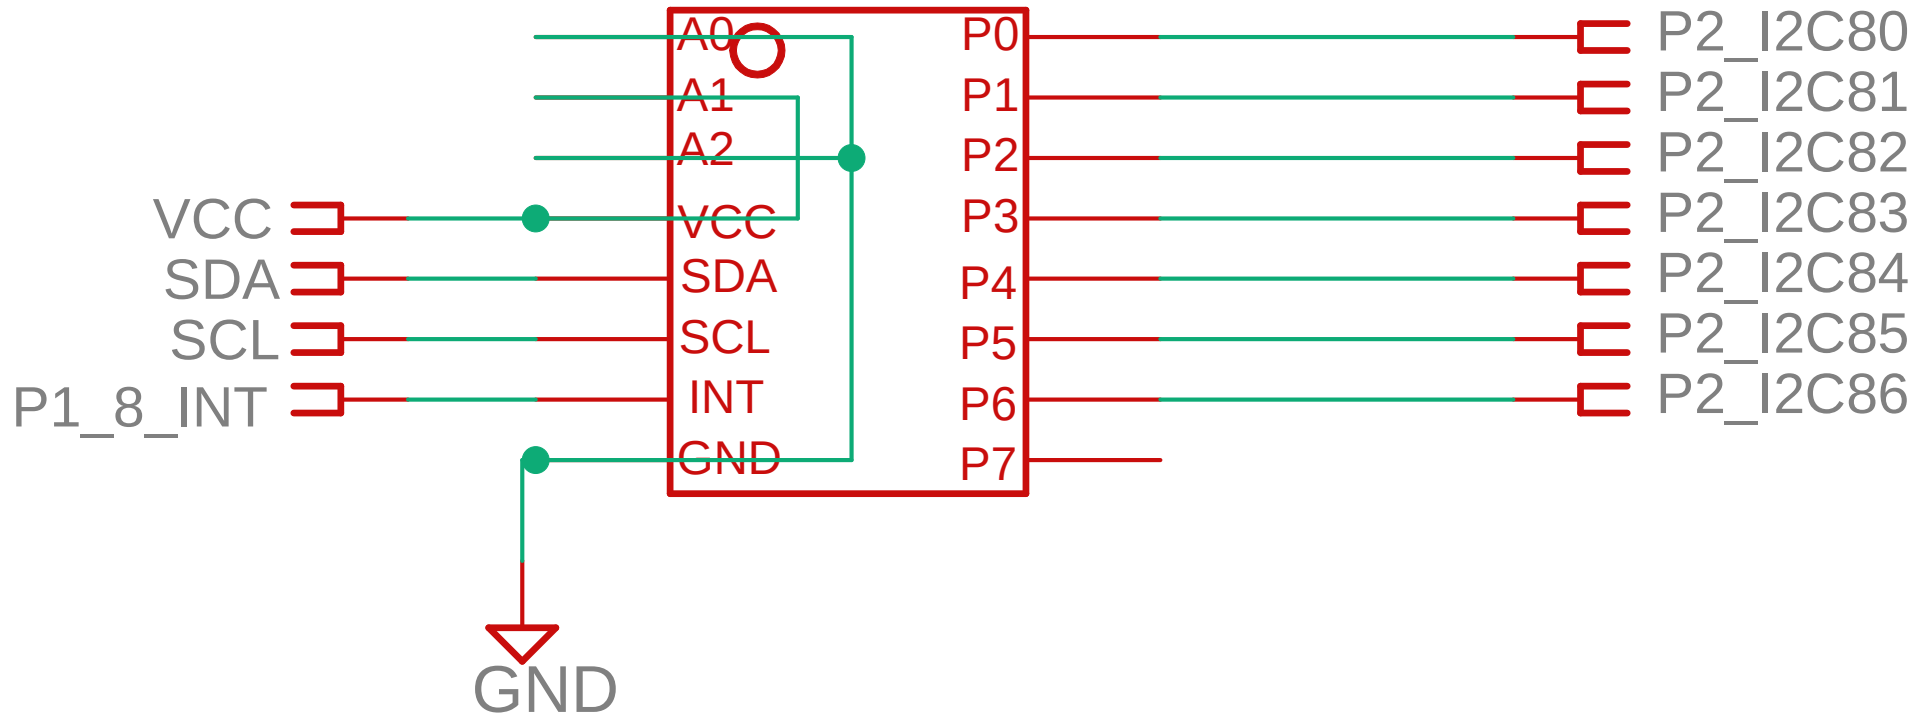 A0 P0 P2_I2C80
A1 P1 P2_I2C81
A2 P2 P2_I2C82
VCC VCC P3 P2_I2C83
SDA SDA P4 P2_I2C84
SCL SCL P5 P2_I2C85
P1_8_INT INT P6 P2_I2C86
GND P7
GND